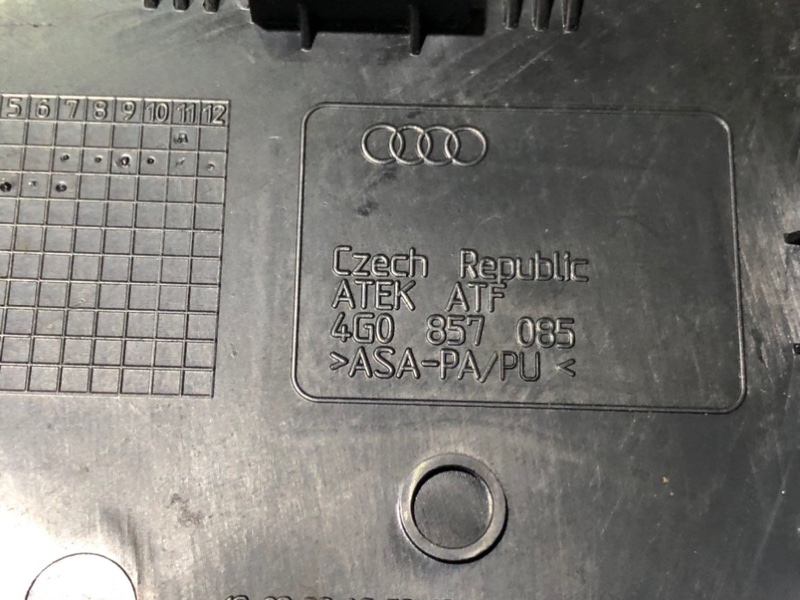 5 6 7 8 9 10 11 12
Czech Republic
ATEK ATF
4G0 857 085
>ASA-PA/PU<